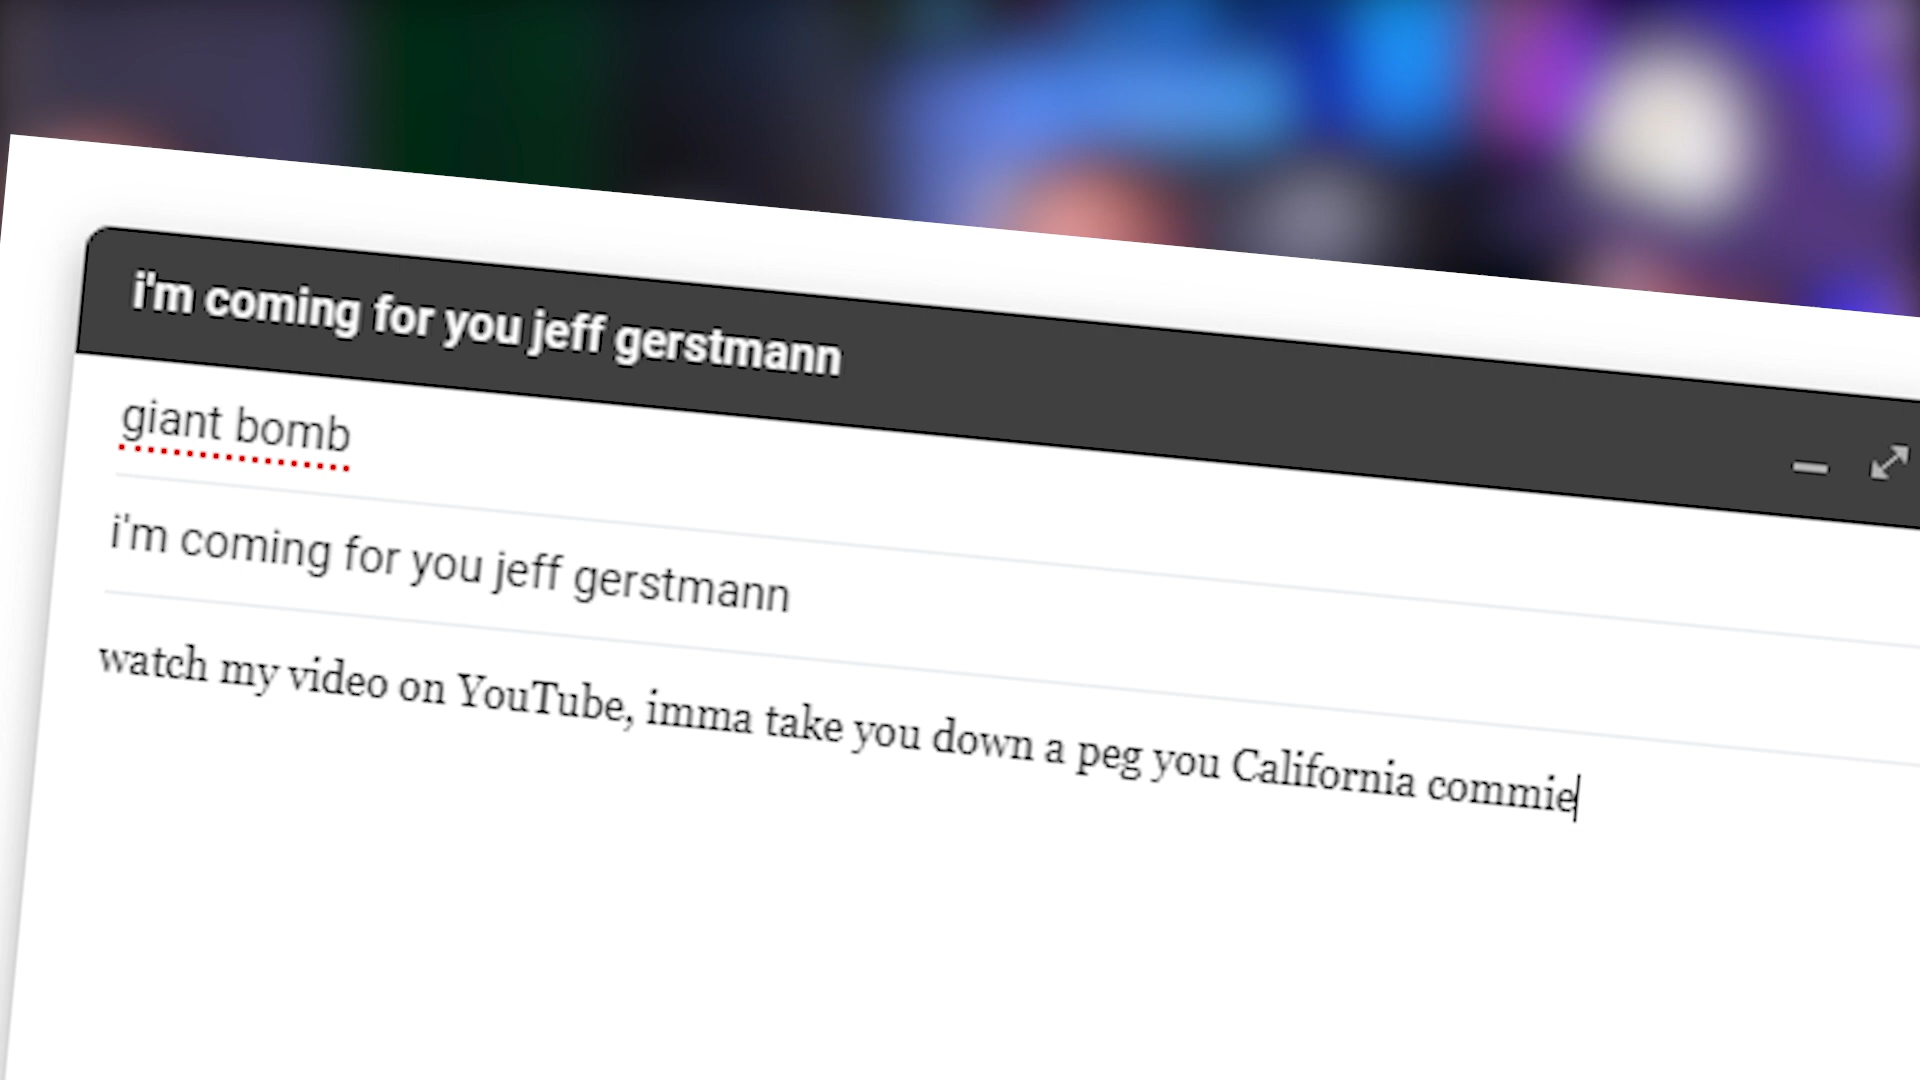 i'm coming for you jeff gerstmann
giant bomb
i'm coming for you jeff gerstmann
watch my video on YouTube, imma take you down a peg you California commie